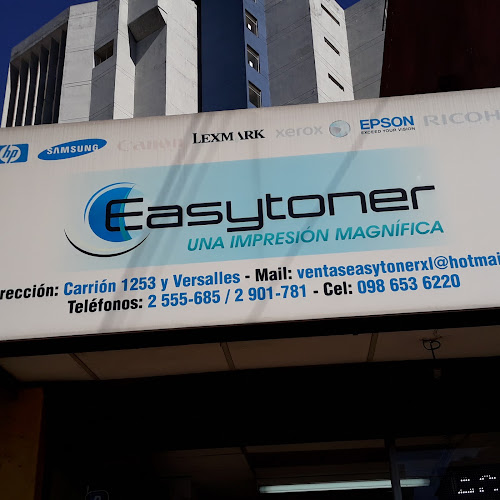 hp SAMSUNG Canon LEXMARK xerox EPSON RICOH
EXCEED YOUR VISION
Easytoner
UNA IMPRESIÓN MAGNÍFICA
rección: Carrión 1253 y Versalles - Mail: ventaseasytonerxl@hotmai
Teléfonos: 2 555-685 / 2 901-781 - Cel: 098 653 6220